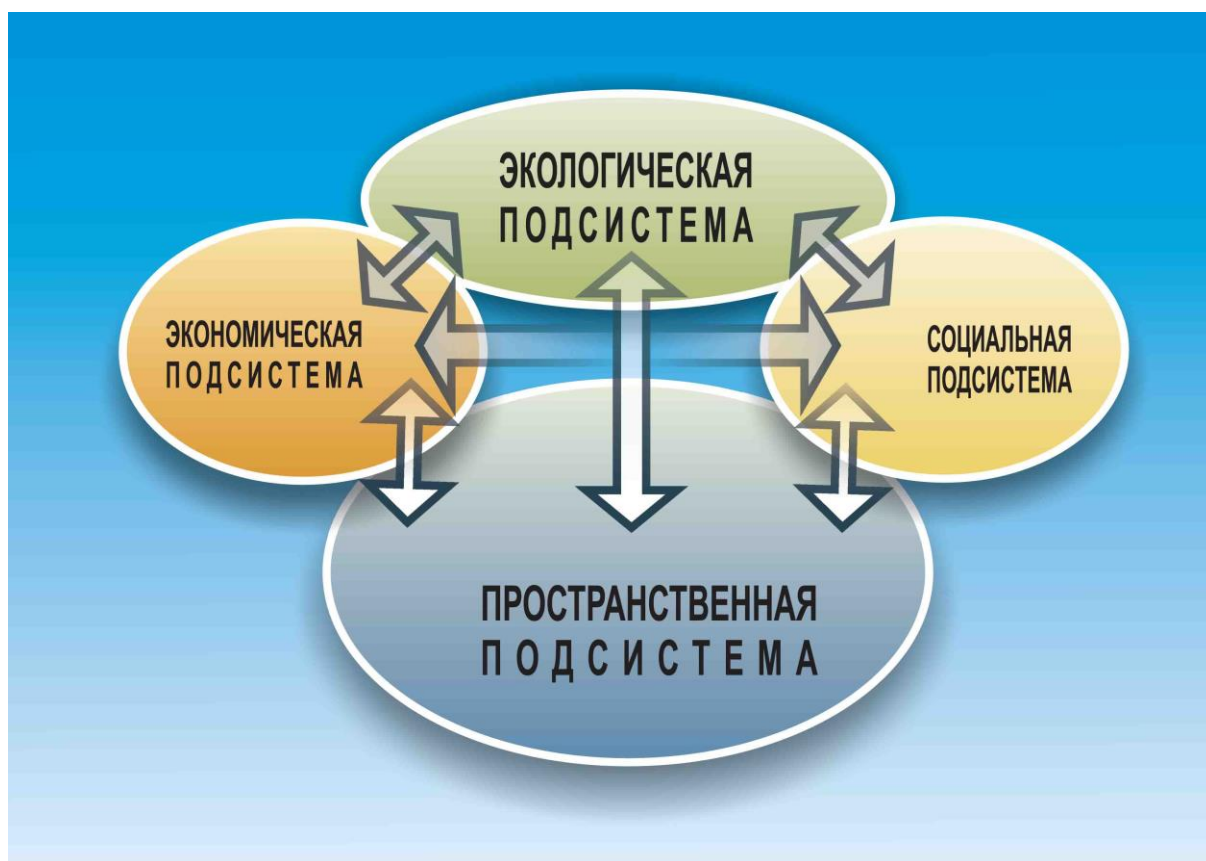 ЭКОЛОГИЧЕСКАЯ
ПОДСИСТЕМА
ЭКОНОМИЧЕСКАЯ
ПОДСИСТЕМА
СОЦИАЛЬНАЯ
ПОДСИСТЕМА
ПРОСТРАНСТВЕННАЯ
ПОДСИСТЕМА